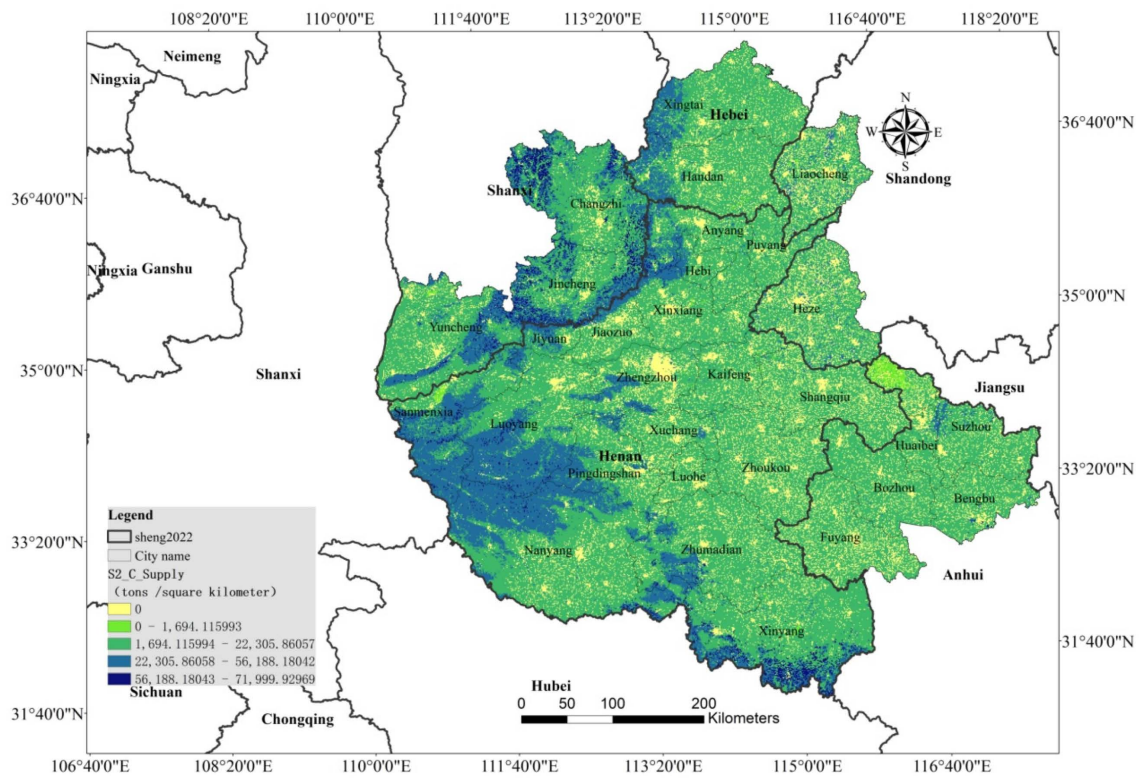 108°20'0"E 110°0'0"E 111°40'0"E 113°20'0"E 115°0'0"E 116°40'0"E 118°20'0"E
Neimeng
Ningxia
N
W E
S
Xingtai
Hebei
36°40'0"N
Handan
Liaocheng
Shandong
36°40'0"N
Shanxi
Changzhi
Anyang
Puyang
Ningxia
Ganshu
Hebi
Jincheng
35°0'0"N
Heze
Xinxiang
Yuncheng
Jiaozuo
Jiyuan
35°0'0"N
Shanxi
Zhengzhou
Kaifeng
Jiangsu
Shangqiu
Sanmenxia
Luoyang
Suzhou
Xuchang
Huaibei
Henan
Pingdingshan
Luohe
Zhoukou
33°20'0"N
Bozhou
Bengbu
Legend
sheng2022
City name
S2_C_Supply
(tons /square kilometer)
0
0 - 1,694.115993
1,694.115994 - 22,305.86057
22,305.86058 - 56,188.18042
56,188.18043 - 71,999.92969
33°20'0"N
Nanyang
Zhumadian
Fuyang
Anhui
Xinyang
31°40'0"N
Sichuan
Hubei
31°40'0"N
Chongqing
0 50 100 200
Kilometers
106°40'0"E 108°20'0"E 110°0'0"E 111°40'0"E 113°20'0"E 115°0'0"E 116°40'0"E